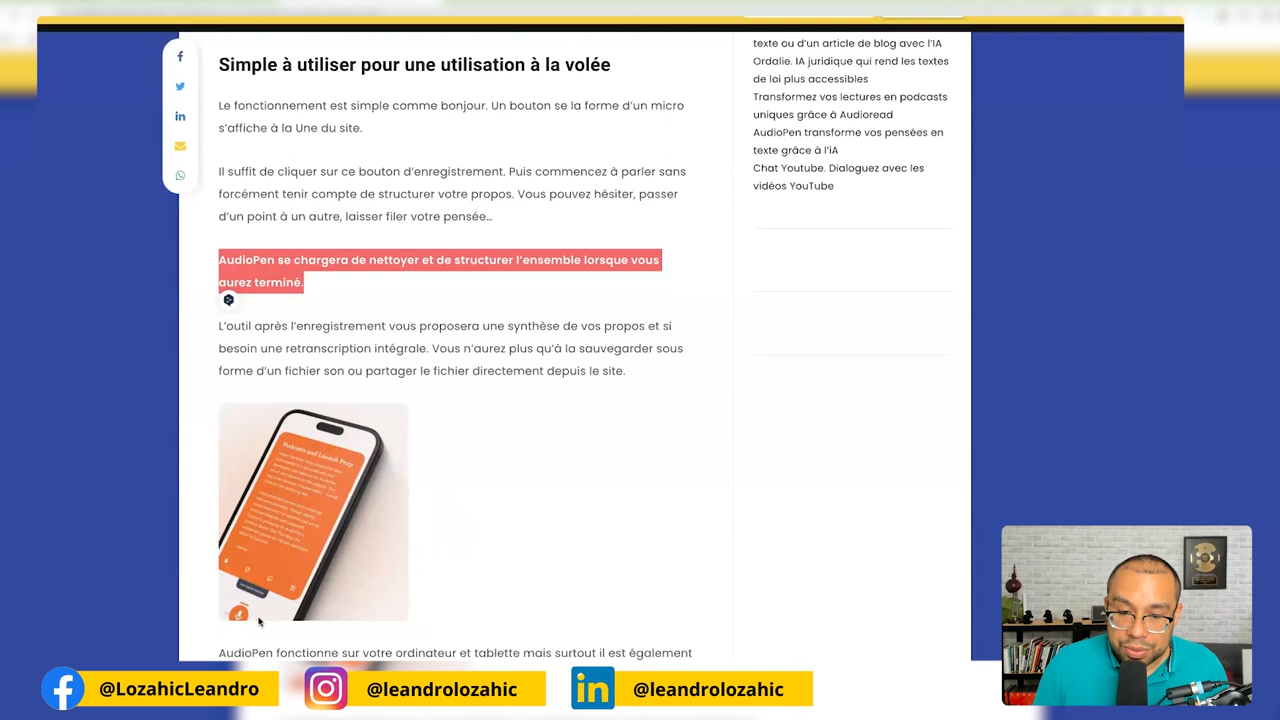 Simple à utiliser pour une utilisation à la volée
Le fonctionnement est simple comme bonjour. Un bouton se la forme d'un micro
s'affiche à la Une du site.
Il suffit de cliquer sur ce bouton d'enregistrement. Puis commencez à parler sans
forcément tenir compte de structurer votre propos. Vous pouvez hésiter, passer
d'un point à un autre, laisser filer votre pensée…
AudioPen se chargera de nettoyer et de structurer l'ensemble lorsque vous
aurez terminé.
L'outil après l'enregistrement vous proposera une synthèse de vos propos et si
besoin une retranscription intégrale. Vous n'aurez plus qu'à la sauvegarder sous
forme d'un fichier son ou partager le fichier directement depuis le site.
Podcasts and Launch Prep
AudioPen fonctionne sur votre ordinateur et tablette mais surtout il est également
texte ou d'un article de blog avec l'IA
Ordalie. IA juridique qui rend les textes
de loi plus accessibles
Transformez vos lectures en podcasts
uniques grâce à Audioread
AudioPen transforme vos pensées en
texte grâce à l'iA
Chat Youtube. Dialoguez avec les
vidéos YouTube
@LozahicLeandro
@leandrolozahic
@leandrolozahic